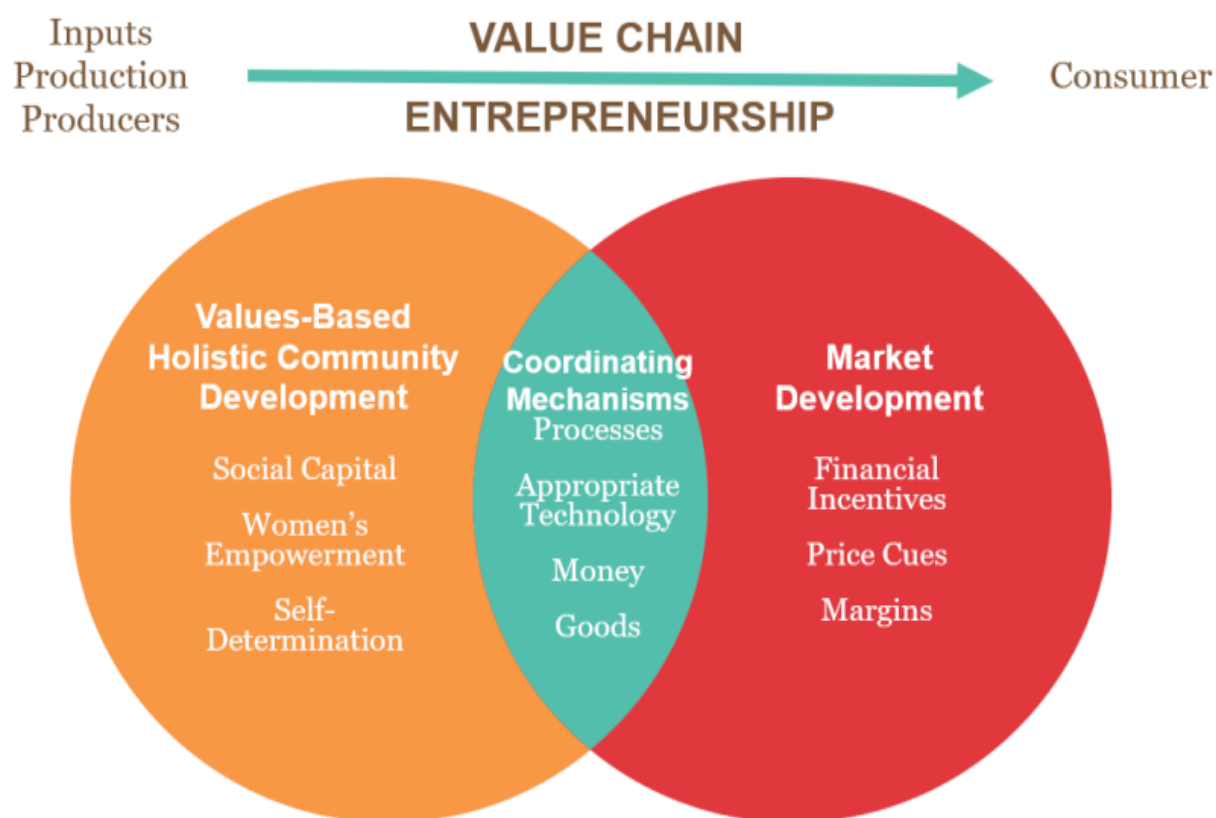 Inputs
Production
Producers
VALUE CHAIN
ENTREPRENEURSHIP
Consumer
Values-Based
Holistic Community
Development
Social Capital
Women’s
Empowerment
Self-
Determination
Coordinating
Mechanisms
Processes
Appropriate
Technology
Money
Goods
Market
Development
Financial
Incentives
Price Cues
Margins